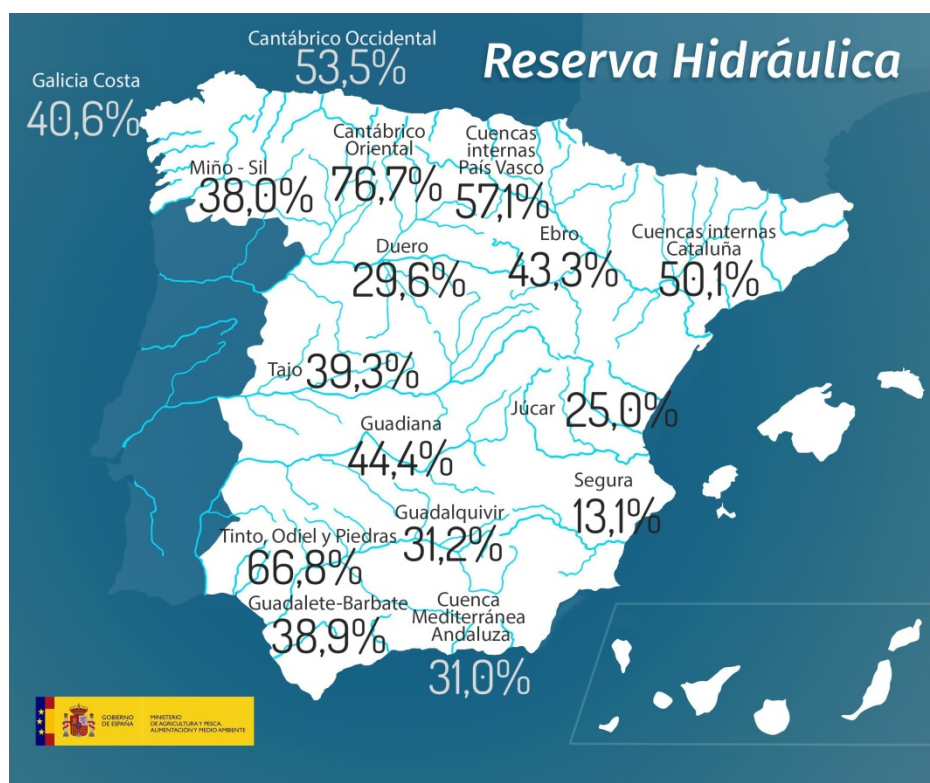 Cantábrico Occidental
53,5%
Reserva Hidráulica
Galicia Costa
40,6%
Cantábrico
Oriental
76,7%
Cuencas
internas
País Vasco
57,1%
Miño - Sil
38,0%
Duero
29,6%
Ebro
43,3%
Cuencas internas
Cataluña
50,1%
Tajo 39,3%
Júcar 25,0%
Guadiana
44,4%
Segura
13,1%
Guadalquivir
31,2%
Tinto, Odiel y Piedras
66,8%
Guadalete-Barbate
38,9%
Cuenca
Mediterránea
Andaluza
31,0%
GOBIERNO
DE ESPAÑA
MINISTERIO
DE AGRICULTURA Y PESCA,
ALIMENTACIÓN Y MEDIO AMBIENTE